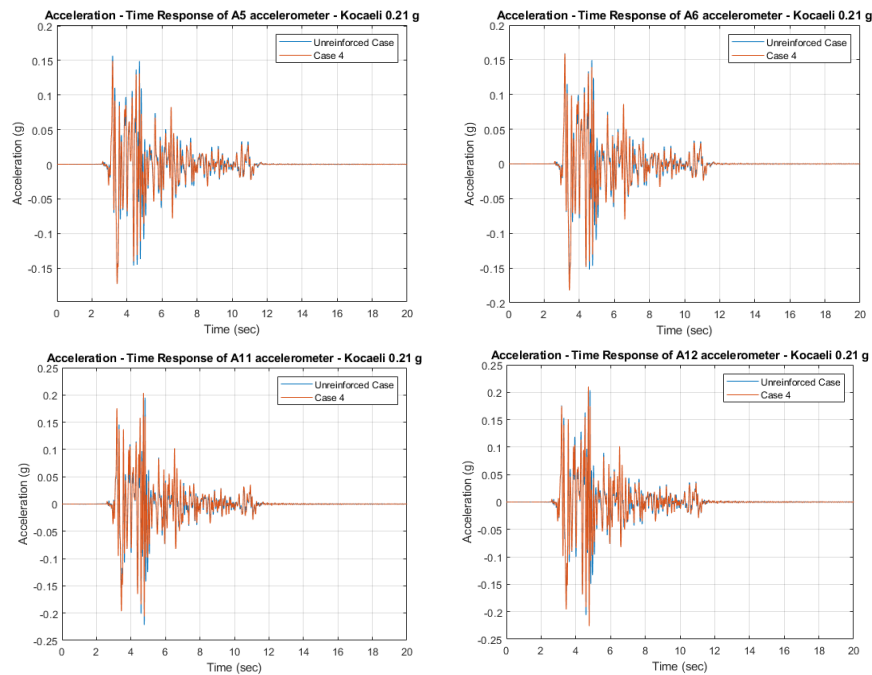 Acceleration - Time Response of A5 accelerometer - Kocaeli 0.21 g
Unreinforced Case
Case 4
Acceleration (g)
0.2
0.15
0.1
0.05
0
-0.05
-0.1
-0.15
0 2 4 6 8 10 12 14 16 18 20
Time (sec)
Acceleration - Time Response of A6 accelerometer - Kocaeli 0.21 g
Unreinforced Case
Case 4
Acceleration (g)
0.2
0.15
0.1
0.05
0
-0.05
-0.1
-0.15
-0.2
0 2 4 6 8 10 12 14 16 18 20
Time (sec)
Acceleration - Time Response of A11 accelerometer - Kocaeli 0.21 g
Unreinforced Case
Case 4
Acceleration (g)
0.25
0.2
0.15
0.1
0.05
0
-0.05
-0.1
-0.15
-0.2
-0.25
0 2 4 6 8 10 12 14 16 18 20
Time (sec)
Acceleration - Time Response of A12 accelerometer - Kocaeli 0.21 g
Unreinforced Case
Case 4
Acceleration (g)
0.25
0.2
0.15
0.1
0.05
0
-0.05
-0.1
-0.15
-0.2
-0.25
0 2 4 6 8 10 12 14 16 18 20
Time (sec)